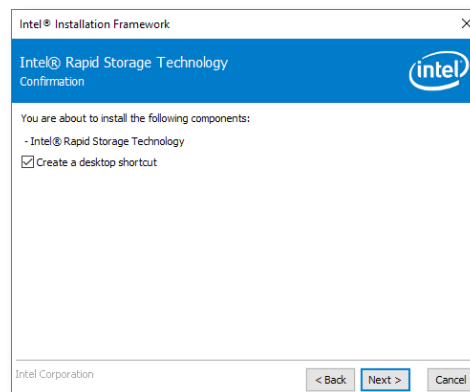 Intel® Installation Framework
Intel® Rapid Storage Technology
Confirmation
intel
You are about to install the following components:
- Intel® Rapid Storage Technology
Create a desktop shortcut
Intel Corporation
< Back Next > Cancel